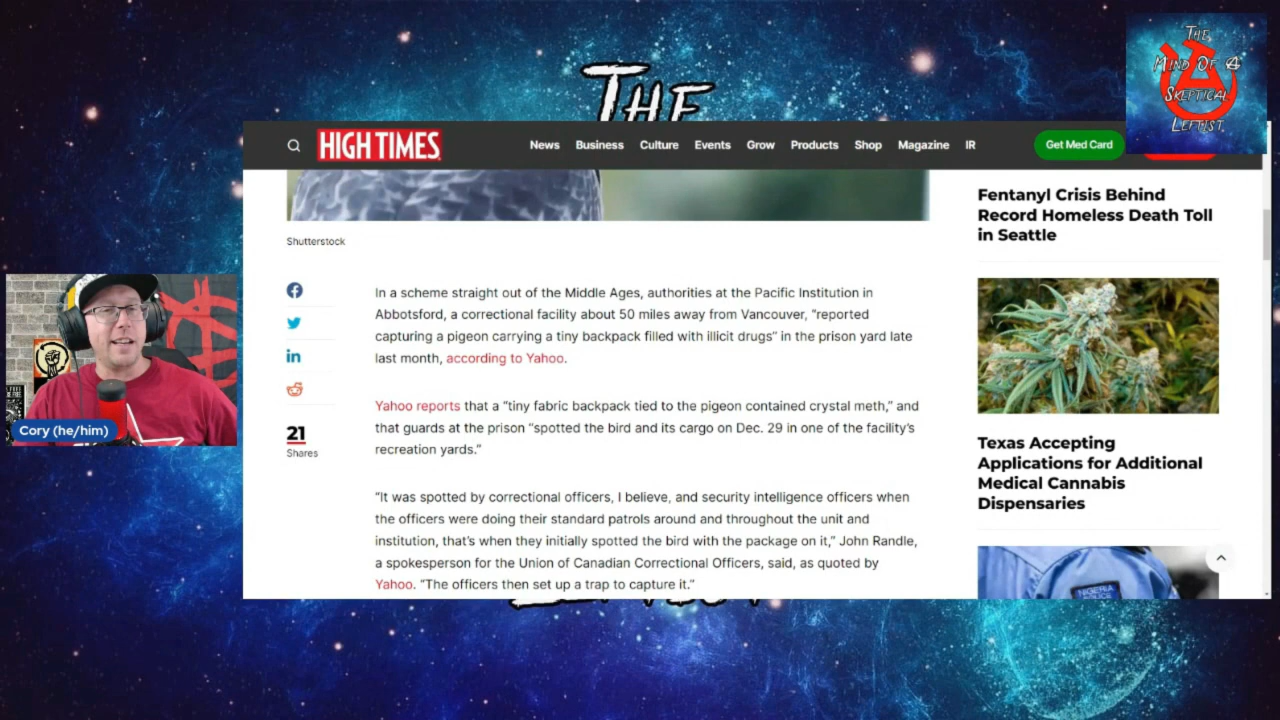 THE
THE
MIND OF A
SKEPTICAL
LEFTIST
HIGH TIMES
News
Business
Culture
Events
Grow
Products
Shop
Magazine
IR
Get Med Card
Shutterstock
21
Shares
In a scheme straight out of the Middle Ages, authorities at the Pacific Institution in
Abbotsford, a correctional facility about 50 miles away from Vancouver, “reported
capturing a pigeon carrying a tiny backpack filled with illicit drugs” in the prison yard late
last month, according to Yahoo.
Yahoo reports that a “tiny fabric backpack tied to the pigeon contained crystal meth,” and
that guards at the prison “spotted the bird and its cargo on Dec. 29 in one of the facility’s
recreation yards.”
“It was spotted by correctional officers, I believe, and security intelligence officers when
the officers were doing their standard patrols around and throughout the unit and
institution, that’s when they initially spotted the bird with the package on it,” John Randle,
a spokesperson for the Union of Canadian Correctional Officers, said, as quoted by
Yahoo. “The officers then set up a trap to capture it.”
Fentanyl Crisis Behind
Record Homeless Death Toll
in Seattle
Texas Accepting
Applications for Additional
Medical Cannabis
Dispensaries
NIGERIA
POLICE
Cory (he/him)